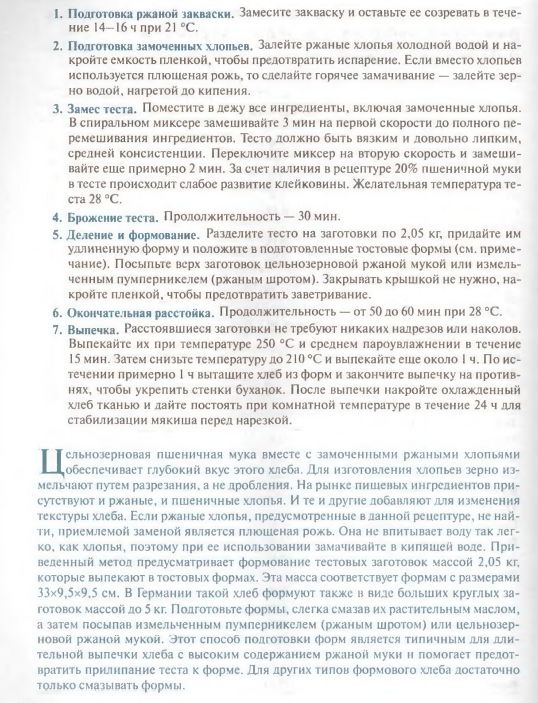 1. Подготовка ржаной закваски. Замесите закваску и оставьте ее созревать в тече-
ние 14—16 ч при 21 °C.
2. Подготовка замоченных хлопьев. Залейте ржаные хлопья холодной водой и на-
кройте емкость пленкой, чтобы предотвратить испарение. Если вместо хлопьев
используется плющеная рожь, то сделайте горячее замачивание — залейте зер-
но водой, нагретой до кипения.
3. Замес теста. Поместите в дежу все ингредиенты, включая замоченные хлопья.
В спиральном миксере замешивайте 3 мин на первой скорости до полного пе-
ремешивания ингредиентов. Тесто должно быть вязким и довольно липким,
средней консистенции. Переключите миксер на вторую скорость и замеши-
вайте еще примерно 2 мин. За счет наличия в рецептуре 20% пшеничной муки
в тесте происходит слабое развитие клейковины. Желательная температура те-
ста 28 °C.
4. Брожение теста. Продолжительность — 30 мин.
5. Деление и формование. Разделите тесто на заготовки по 2,05 кг, придайте им
удлиненную форму и положите в подготовленные тостовые формы (см. приме-
чание). Посыпьте верх заготовок цельнозерновой ржаной мукой или измель-
ченным пумперникелем (ржаным шротом). Закрывать крышкой не нужно, на-
кройте пленкой, чтобы предотвратить заветривание.
6. Окончательная расстойка. Продолжительность — от 50 до 60 мин при 28 °C.
7. Выпечка. Расстоявшиеся заготовки не требуют никаких надрезов или наколов.
Выпекайте их при температуре 250 °C и среднем пароувлажнении в течение
15 мин. Затем снизьте температуру до 210 °C и выпекайте еще около 1 ч. По ис-
течении примерно 1 ч вытащите хлеб из форм и закончите выпечку на против-
нях, чтобы укрепить стенки буханок. После выпечки накройте охлажденный
хлеб тканью и дайте постоять при комнатной температуре в течение 24 ч для
стабилизации мякиша перед нарезкой.
Цельнозерновая пшеничная мука вместе с замоченными ржаными хлопьями
обеспечивает глубокий вкус этого хлеба. Для изготовления хлопьев зерно из-
мельчают путем разрезания, а не дробления. На рынке пищевых ингредиентов при-
сутствуют и ржаные, и пшеничные хлопья. И те и другие добавляют для изменения
текстуры хлеба. Если ржаные хлопья, предусмотренные в данной рецептуре, не най-
ти, приемлемой заменой является плющеная рожь. Она не впитывает воду так лег-
ко, как хлопья, поэтому при ее использовании замачивайте в кипящей воде. При-
веденный метод предусматривает формование тестовых заготовок массой 2,05 кг,
которые выпекают в тостовых формах. Эта масса соответствует формам с размерами
33×9,5×9,5 см. В Германии такой хлеб формуют также в виде больших круглых за-
готовок массой до 5 кг. Подготовьте формы, слегка смазав их растительным маслом,
а затем посыпав измельченным пумперникелем (ржаным шротом) или цельнозер-
новой ржаной мукой. Этот способ подготовки форм является типичным для дли-
тельной выпечки хлеба с высоким содержанием ржаной муки и помогает предот-
вратить прилипание теста к форме. Для других типов формового хлеба достаточно
только смазывать формы.